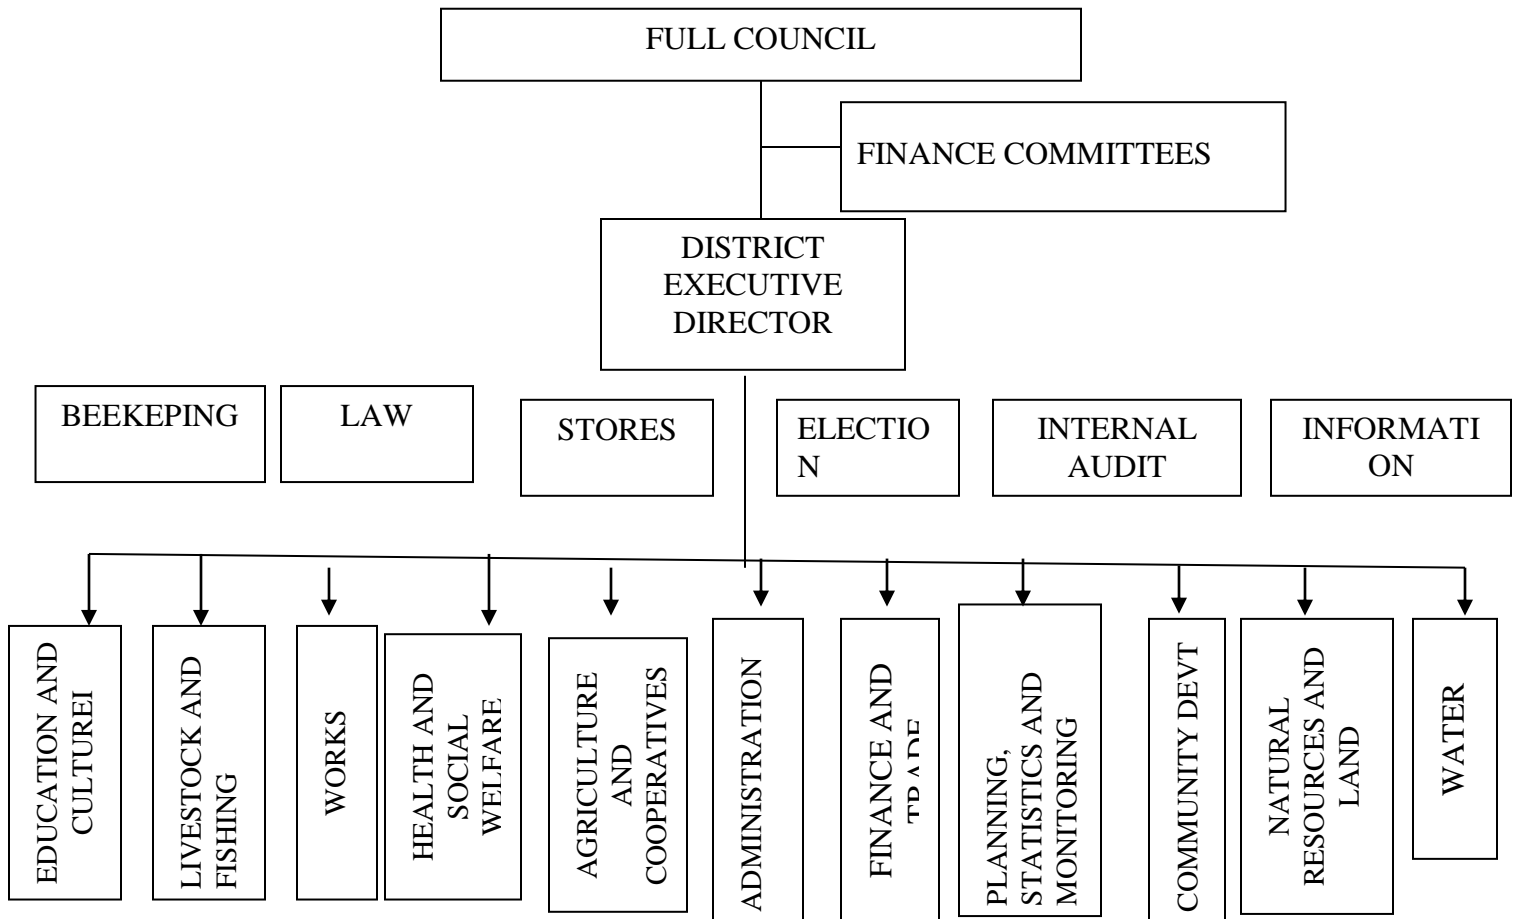 FULL COUNCIL
FINANCE COMMITTEES
DISTRICT
EXECUTIVE
DIRECTOR
BEEKEPING
LAW
STORES
ELECTIO
N
INTERNAL
AUDIT
INFORMATI
ON
EDUCATION AND
CULTUREI
LIVESTOCK AND
FISHING
WORKS
HEALTH AND
SOCIAL
WELFARE
AGRICULTURE
AND
COOPERATIVES
ADMINISTRATION
FINANCE AND
TRADE
PLANNING,
STATISTICS AND
MONITORING
COMMUNITY DEVT
NATURAL
RESOURCES AND
LAND
WATER